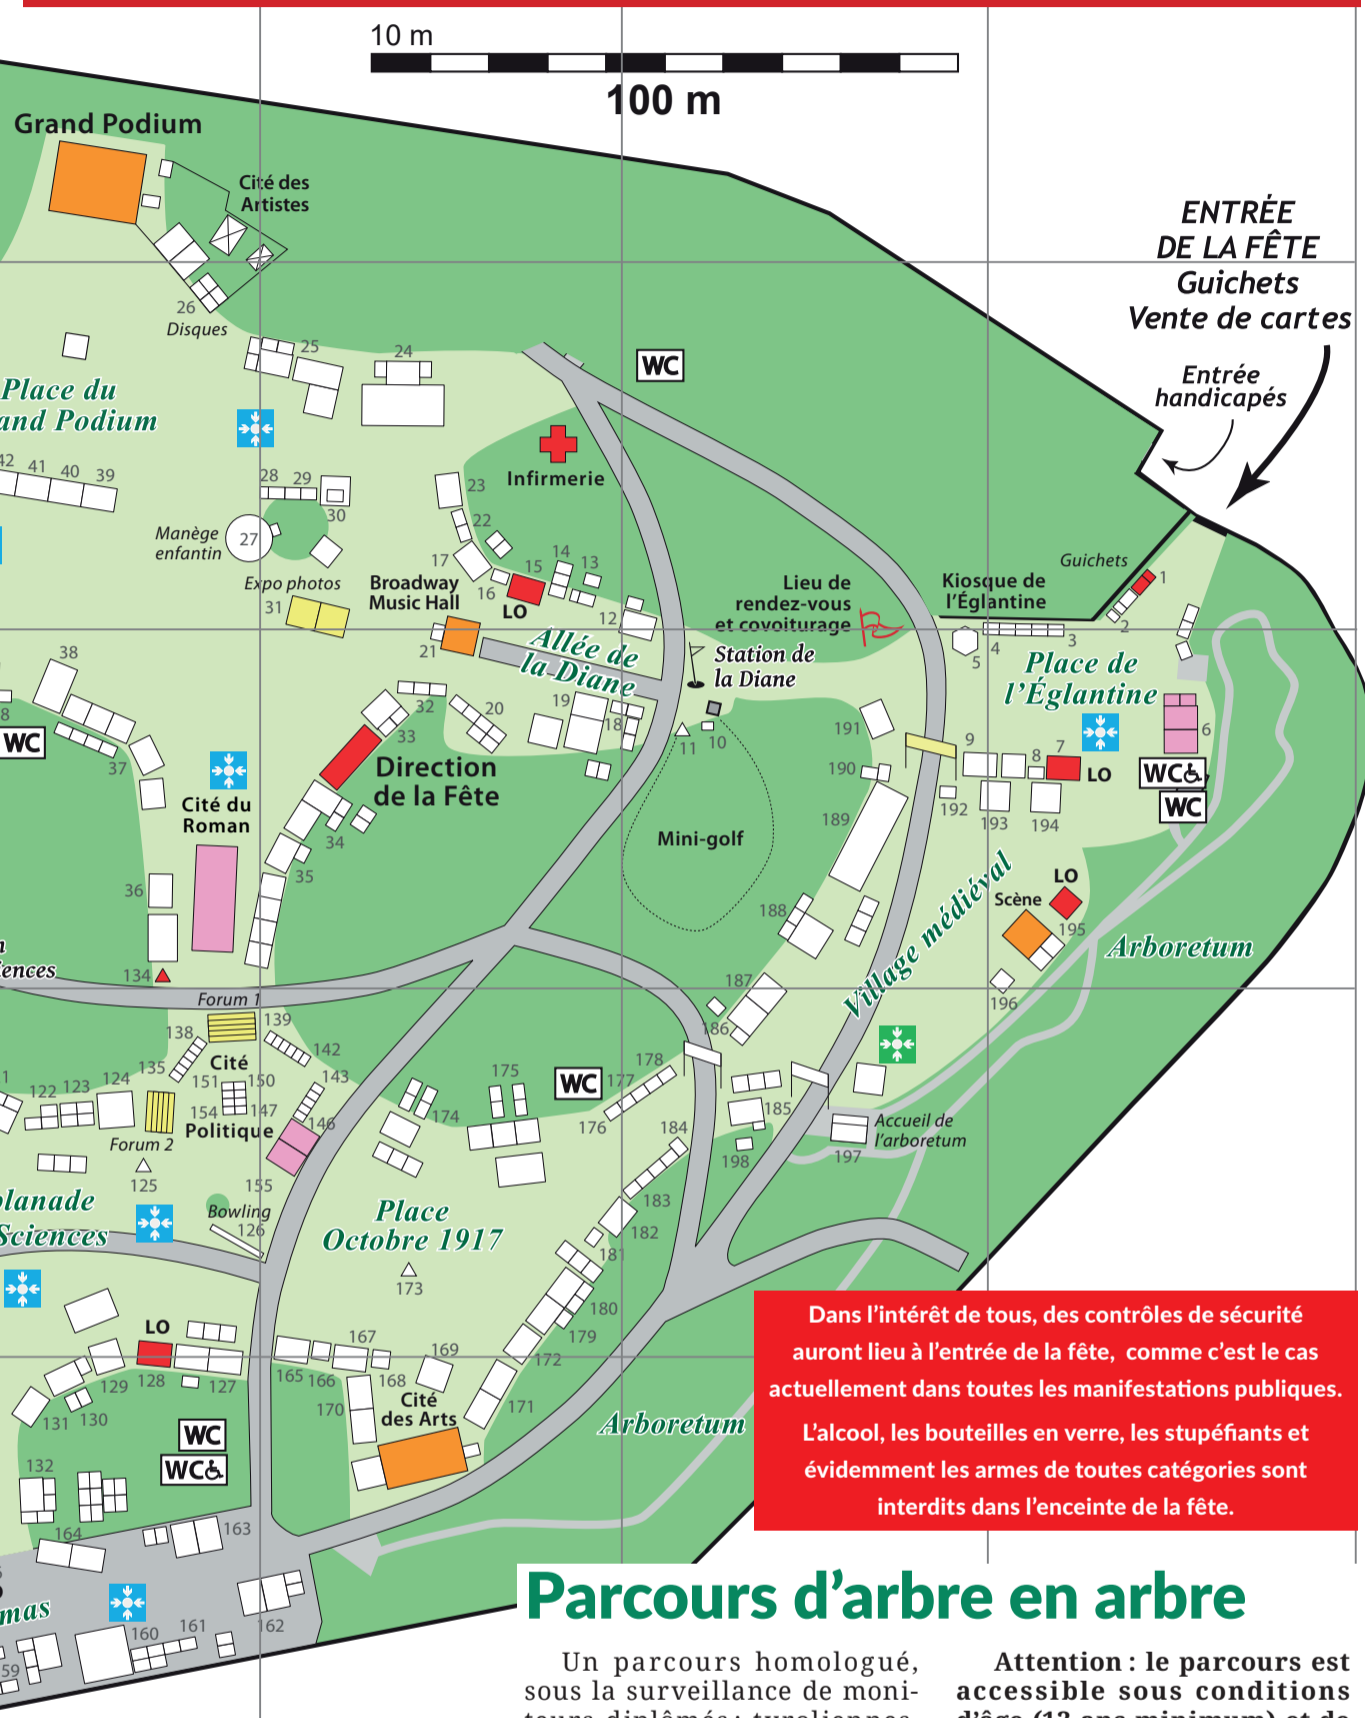 10 m
100 m
Grand Podium
Cité des
Artistes
ENTRÉE
DE LA FÊTE
Guichets
Vente de cartes
Entrée
handicapés
26
Disques
25
24
WC
Place du
and Podium
Infirmerie
42 41 40 39
28 29
30
23
22
Manège
enfantin
27
Expo photos
31
17
16
15
14
13
12
LO
Broadway
Music Hall
21
Allée de
la Diane
Lieu de
rendez-vous
et covoiturage
Guichets
Kiosque de
l'Églantine
1
2
3
4
5
Place de
l'Églantine
Station de
la Diane
38
8
WC
37
32
33
20
19
18
11
10
191
190
189
9
8
7
LO
6
WC
WC
192
193
194
Direction
de la Fête
Cité du
Roman
34
35
36
Mini-golf
188
187
186
Village médiéval
LO
Scène
195
196
Arboretum
ences
134
Forum 1
138
139
142
135
Cité
151
150
154
147
Politique
143
146
155
1
122 123 124
Forum 2
125
Bowling
126
lanade
Sciences
174
175
WC
177
178
176
184
185
198
197
Accueil de
l'arboretum
183
182
181
180
179
172
171
Place
Octobre 1917
173
LO
128
127
129
130
131
165
166
167
168
169
170
Cité
des Arts
Arboretum
WC
WC
132
164
163
162
161
160
59
mas
Dans l'intérêt de tous, des contrôles de sécurité
auront lieu à l'entrée de la fête, comme c'est le cas
actuellement dans toutes les manifestations publiques.
L'alcool, les bouteilles en verre, les stupéfiants et
évidemment les armes de toutes catégories sont
interdits dans l'enceinte de la fête.
Parcours d'arbre en arbre
Un parcours homologué,
sous la surveillance de moni-
teurs diplômés : tyroliennes,
Attention : le parcours est
accessible sous conditions
d'âge (12 ans minimum) et de